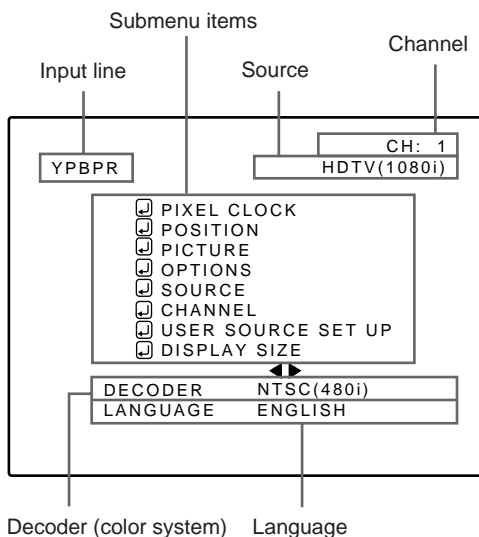 Submenu items
Channel
Input line
Source
CH: 1
YPBPR
HDTV(1080i)
PIXEL CLOCK
POSITION
PICTURE
OPTIONS
SOURCE
CHANNEL
USER SOURCE SET UP
DISPLAY SIZE
DECODER NTSC(480i)
LANGUAGE ENGLISH
Decoder (color system) Language